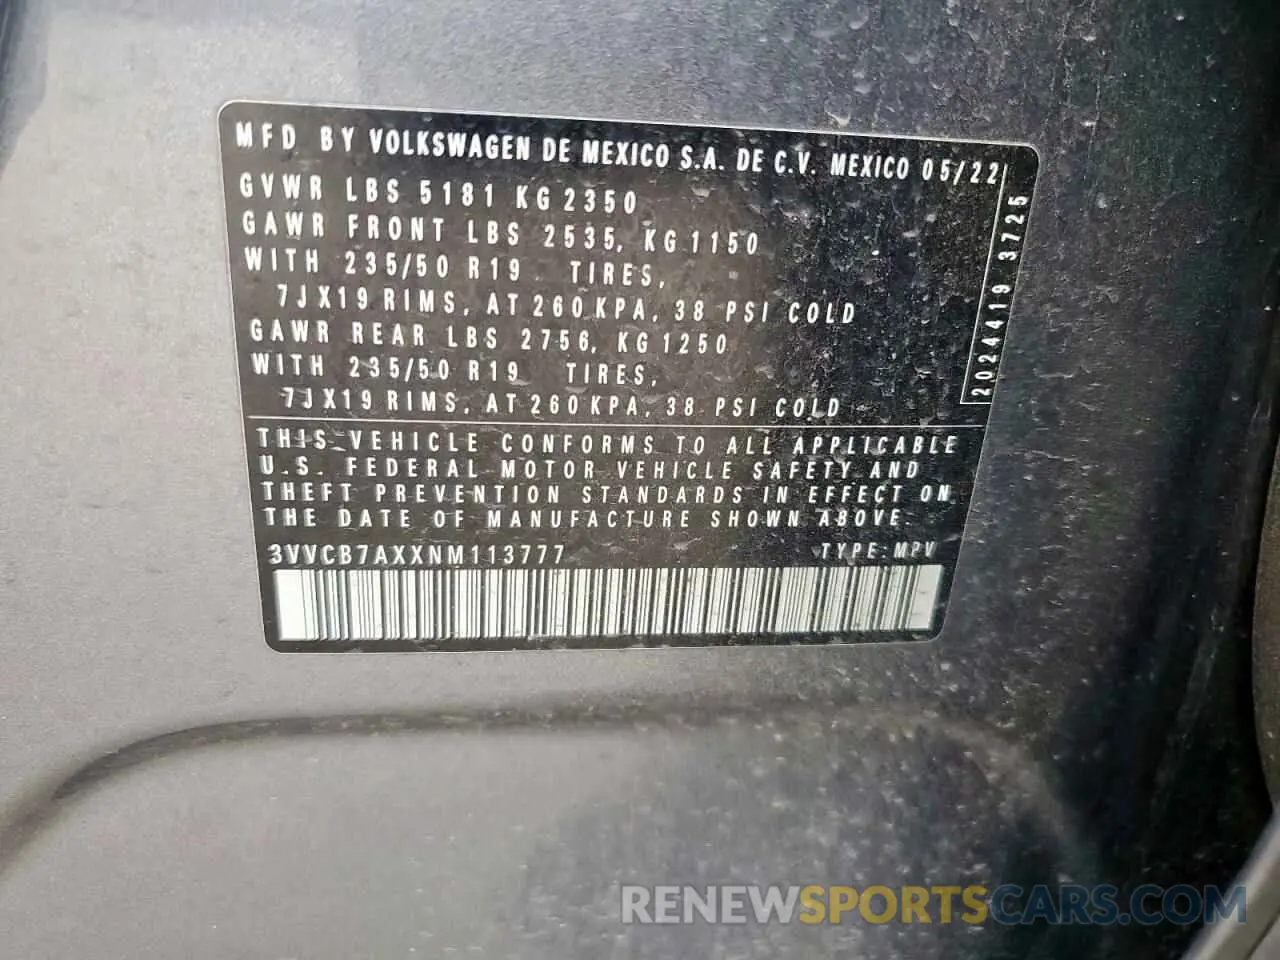 MFD BY VOLKSWAGEN DE MEXICO S.A. DE C.V. MEXICO 05/22
GVWR LBS 5181 KG 2350
GAWR FRONT LBS 2535, KG 1150
WITH 235/50 R19 TIRES,
7JX19 RIMS, AT 260 KPA, 38 PSI COLD
GAWR REAR LBS 2756, KG 1250
WITH 235/50 R19 TIRES,
7JX19 RIMS, AT 260 KPA, 38 PSI COLD
2024419 3725
THIS VEHICLE CONFORMS TO ALL APPLICABLE
U.S. FEDERAL MOTOR VEHICLE SAFETY AND
THEFT PREVENTION STANDARDS IN EFFECT ON
THE DATE OF MANUFACTURE SHOWN ABOVE.
3VVCB7AXXNM113777 TYPE: MPV
RENEWSPORTSCARS.COM